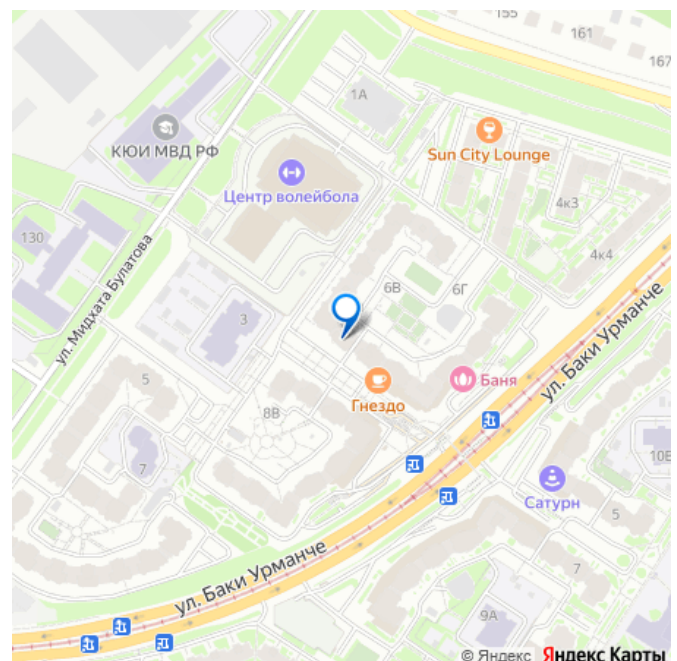 155
161
167
1А
КЮИ МВД РФ
Sun City Lounge
Центр волейбола
4к3
130
ул. Мидхата Булатова
4к4
6В
6Г
3
ул. Баки Урманче
5
Баня
Гнездо
8В
10В
7
Сатурн
5
ул. Баки Урманче
7
9А
© Яндекс Яндекс Карты